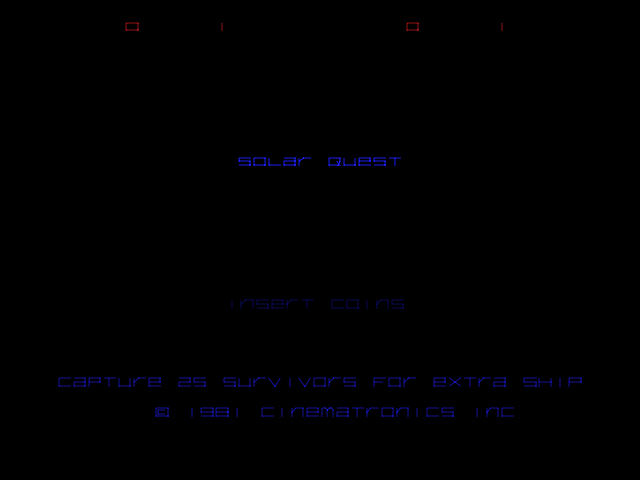 0 1 0 1
SOLAR QUEST
INSERT COINS
CAPTURE 25 SURVIVORS FOR EXTRA SHIP
© 1981 CINEMATRONICS INC